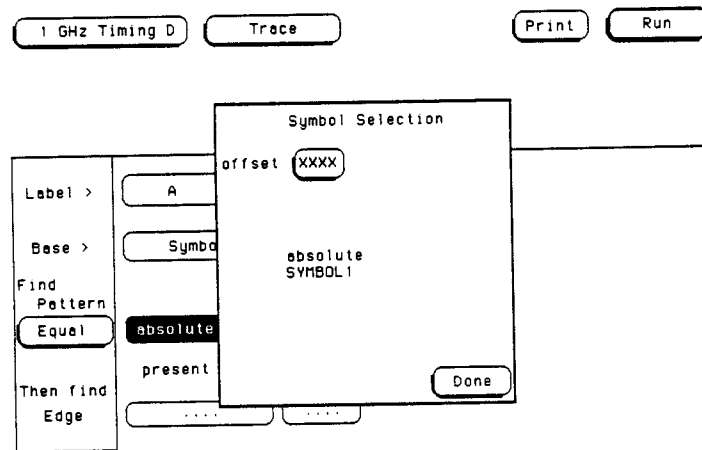 1 GHz Timing D Trace Print Run
Symbol Selection
offset XXXX
Label > A
Base > Symbo
absolute
SYMBOL1
Find
Pattern
Equal absolute
present
Done
Then find
Edge .... ....